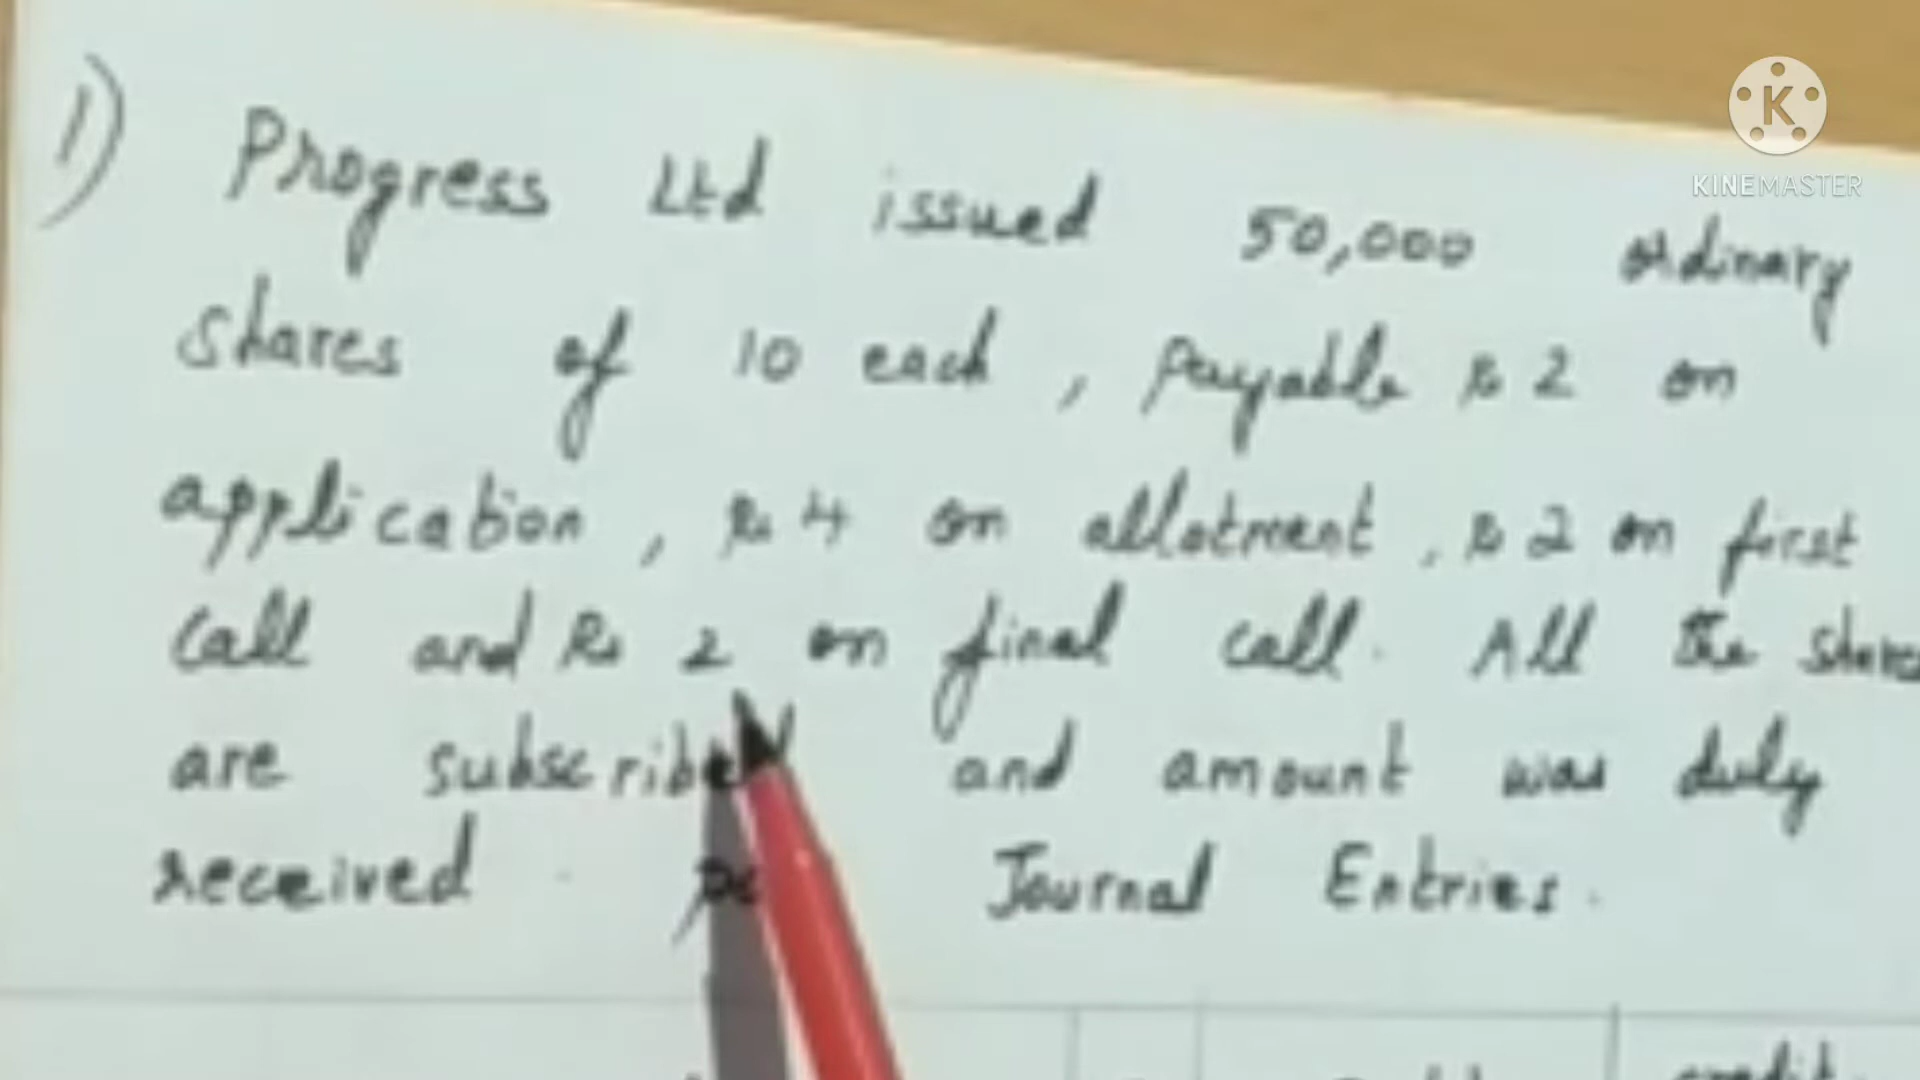 1) Progress Ltd issued 50,000 ordinary
shares of 10 each, payable Rs 2 on
application, Rs 4 on allotment, Rs 2 on first
call and Rs 2 on final call. All the shares
are subscribed and amount was duly
received. Journal Entries.
credit
K
KINEMASTER